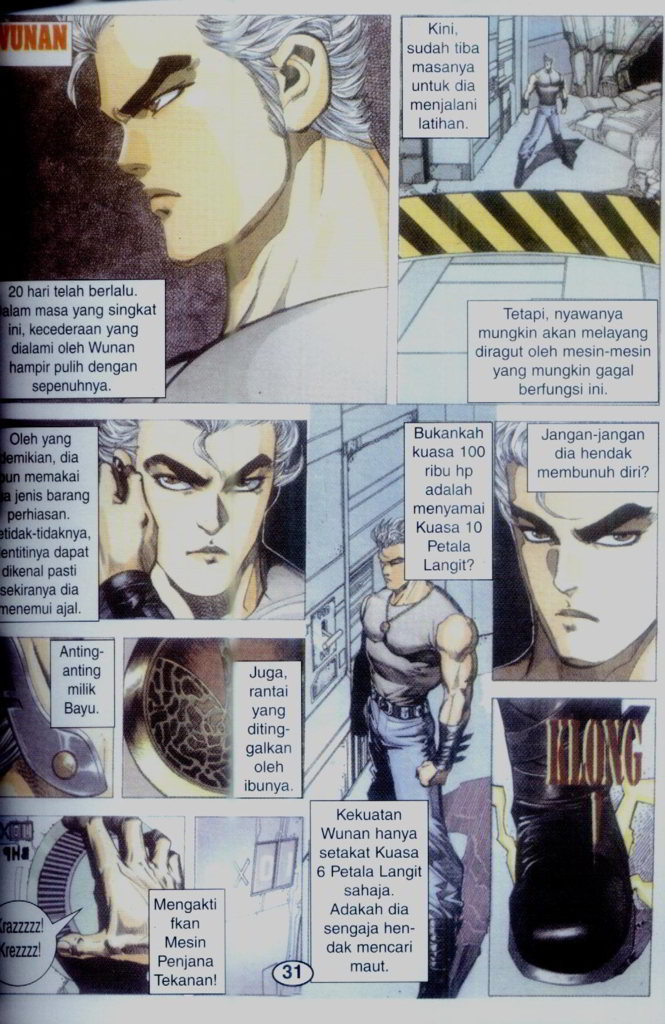 WUNAN
20 hari telah berlalu.
Dalam masa yang singkat
ini, kecederaan yang
dialami oleh Wunan
hampir pulih dengan
sepenuhnya.
Kini,
sudah tiba
masanya
untuk dia
menjalani
latihan.
Tetapi, nyawanya
mungkin akan melayang
diragut oleh mesin-mesin
yang mungkin gagal
berfungsi ini.
Oleh yang
demikian, dia
pun memakai
jenis barang
perhiasan.
Setidak-tidaknya,
identitinya dapat
dikenal pasti
sekiranya dia
menemui ajal.
Bukankah
kuasa 100
ribu hp
adalah
menyamai
Kuasa 10
Petala
Langit?
Jangan-jangan
dia hendak
membunuh diri?
Anting-
anting
milik
Bayu.
Juga,
rantai
yang
diting-
galkan
oleh
ibunya.
KLONG
!
Krazzzzz!
Krezzzz!
Mengakti
fkan
Mesin
Penjana
Tekanan!
Kekuatan
Wunan hanya
setakat Kuasa
6 Petala Langit
sahaja.
Adakah dia
sengaja hen-
dak mencari
maut.
31